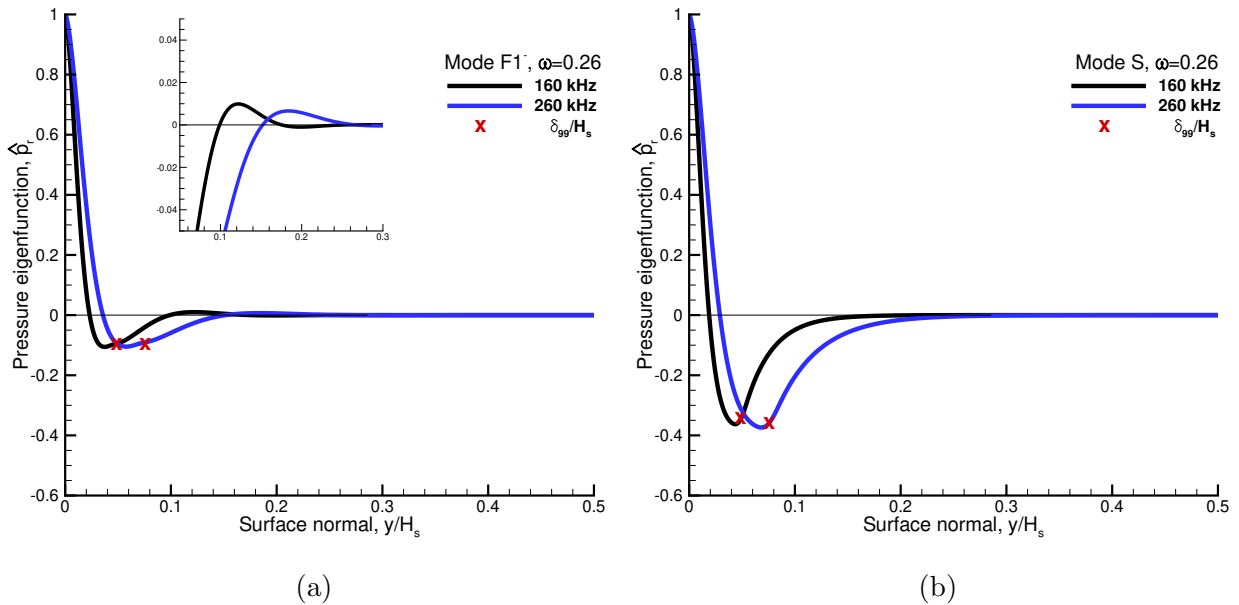 Mode F1⁻, ω=0.26
160 kHz
260 kHz
X δ₉₉/Hₛ
Pressure eigenfunction, p̂ᵣ
1
0.8
0.6
0.4
0.2
0
-0.2
-0.4
-0.6
0.04
0.02
0
-0.02
-0.04
0.1 0.2 0.3
X X
0 0.1 0.2 0.3 0.4 0.5
Surface normal, y/Hₛ
(a)
Mode S, ω=0.26
160 kHz
260 kHz
X δ₉₉/Hₛ
Pressure eigenfunction, p̂ᵣ
1
0.8
0.6
0.4
0.2
0
-0.2
-0.4
-0.6
X X
0 0.1 0.2 0.3 0.4 0.5
Surface normal, y/Hₛ
(b)